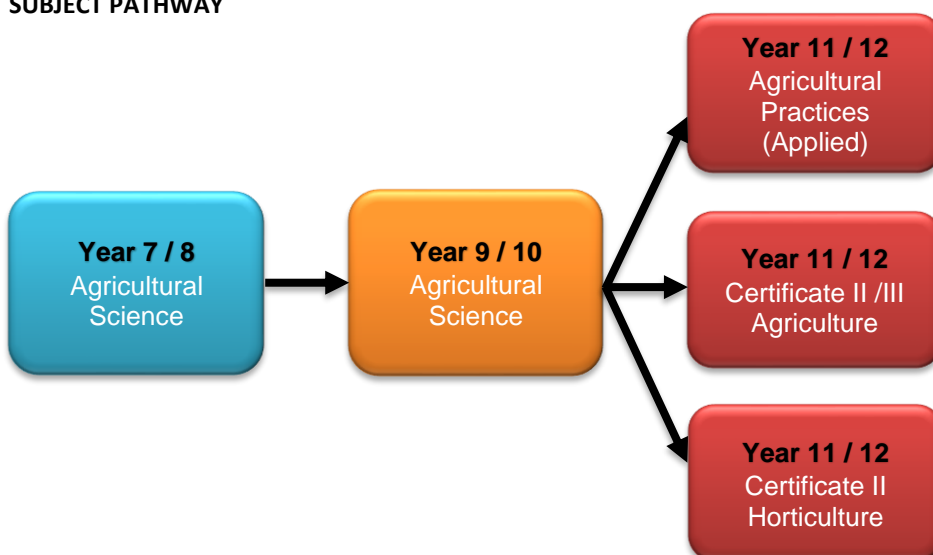 SUBJECT PATHWAY
Year 7 / 8
Agricultural
Science
Year 9 / 10
Agricultural
Science
Year 11 / 12
Agricultural
Practices
(Applied)
Year 11 / 12
Certificate II /III
Agriculture
Year 11 / 12
Certificate II
Horticulture